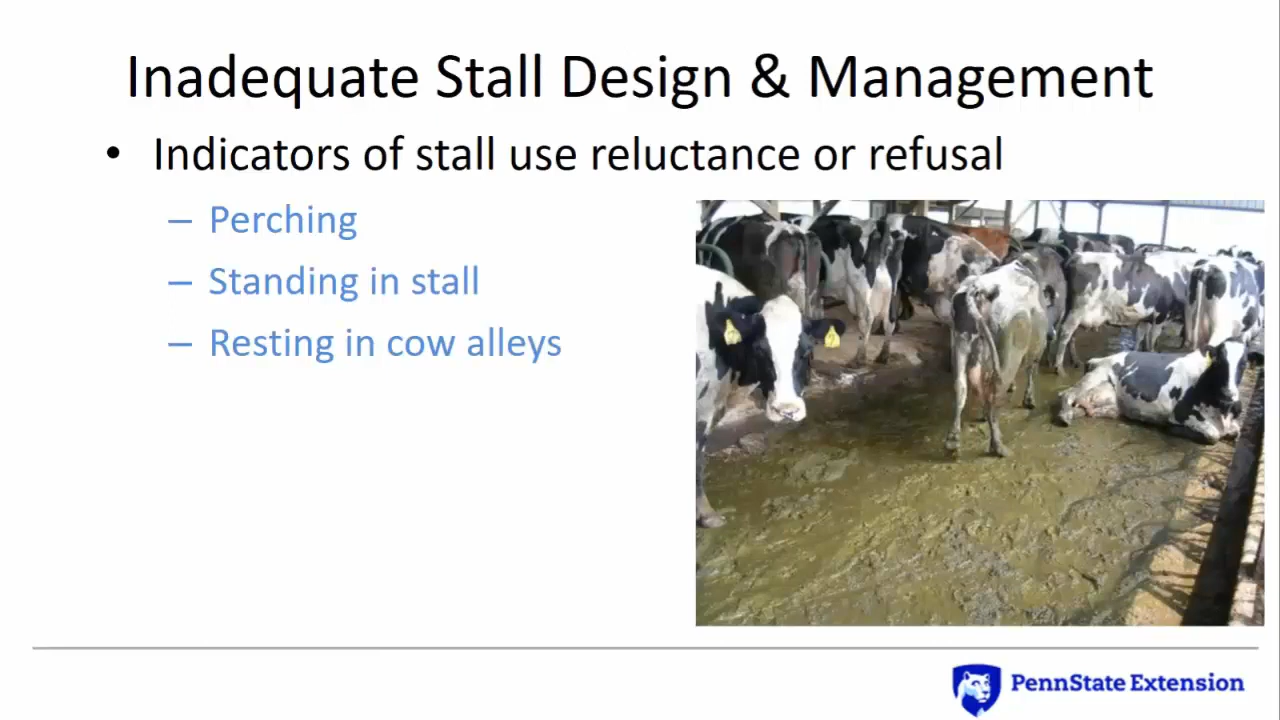 Inadequate Stall Design & Management
• Indicators of stall use reluctance or refusal
– Perching
– Standing in stall
– Resting in cow alleys
PennState Extension